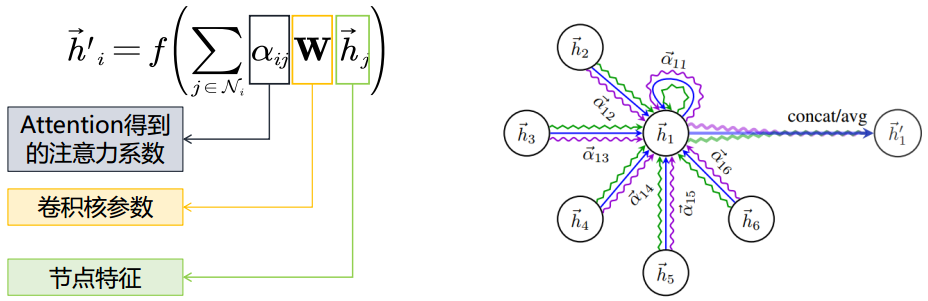 $\vec{h}'_i = f\left(\sum_{j \in \mathcal{N}_i} \alpha_{ij} \mathbf{W} \vec{h}_j\right)$
Attention得到
的注意力系数
卷积核参数
节点特征
$\vec{h}_2$
$\vec{\alpha}_{11}$
$\vec{\alpha}_{12}$
concat/avg
$\vec{h}_3$
$\vec{h}_1$
$\vec{h}'_1$
$\vec{\alpha}_{13}$
$\vec{\alpha}_{16}$
$\vec{\alpha}_{14}$
$\vec{\alpha}_{15}$
$\vec{h}_4$
$\vec{h}_6$
$\vec{h}_5$